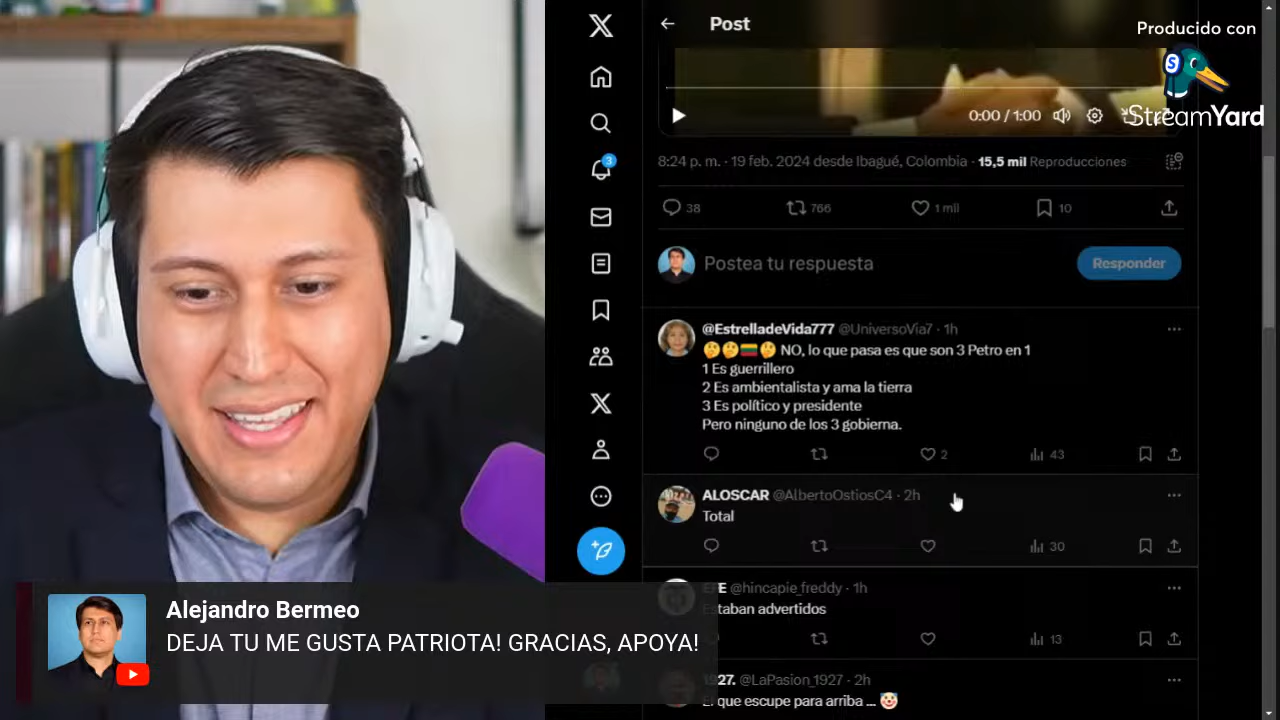 Post
Producido con
S
StreamYard
0:00 / 1:00
8:24 p. m. · 19 feb. 2024 desde Ibagué, Colombia · 15,5 mil Reproducciones
3
38
766
1 mil
10
Postea tu respuesta
Responder
@EstrelladeVida777 @UniversoVia7 · 1h
NO, lo que pasa es que son 3 Petro en 1
1 Es guerrillero
2 Es ambientalista y ama la tierra
3 Es político y presidente
Pero ninguno de los 3 gobierna.
2
43
ALOSCAR @AlbertoOstiosC4 · 2h
Total
30
@hincapie_freddy · 1h
Estaban advertidos
13
1927. @LaPasion_1927 · 2h
El que escupe para arriba ...
Alejandro Bermeo
DEJA TU ME GUSTA PATRIOTA! GRACIAS, APOYA!